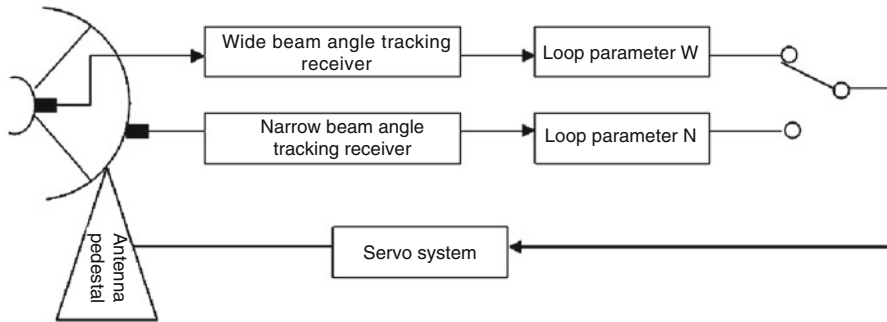 Wide beam angle tracking
receiver
Loop parameter W
Narrow beam angle
tracking receiver
Loop parameter N
Antenna
pedestal
Servo system